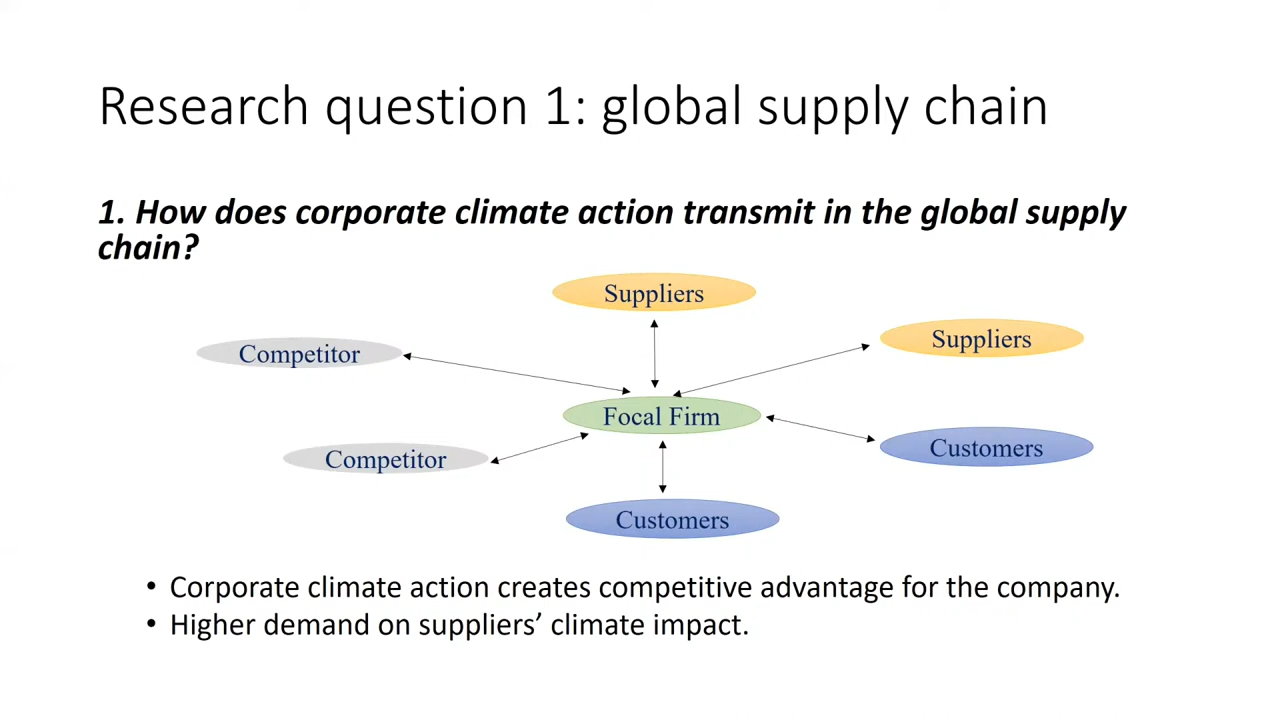 Research question 1: global supply chain
1. How does corporate climate action transmit in the global supply
chain?
Suppliers
Suppliers
Competitor
Focal Firm
Customers
Competitor
Customers
• Corporate climate action creates competitive advantage for the company.
• Higher demand on suppliers’ climate impact.